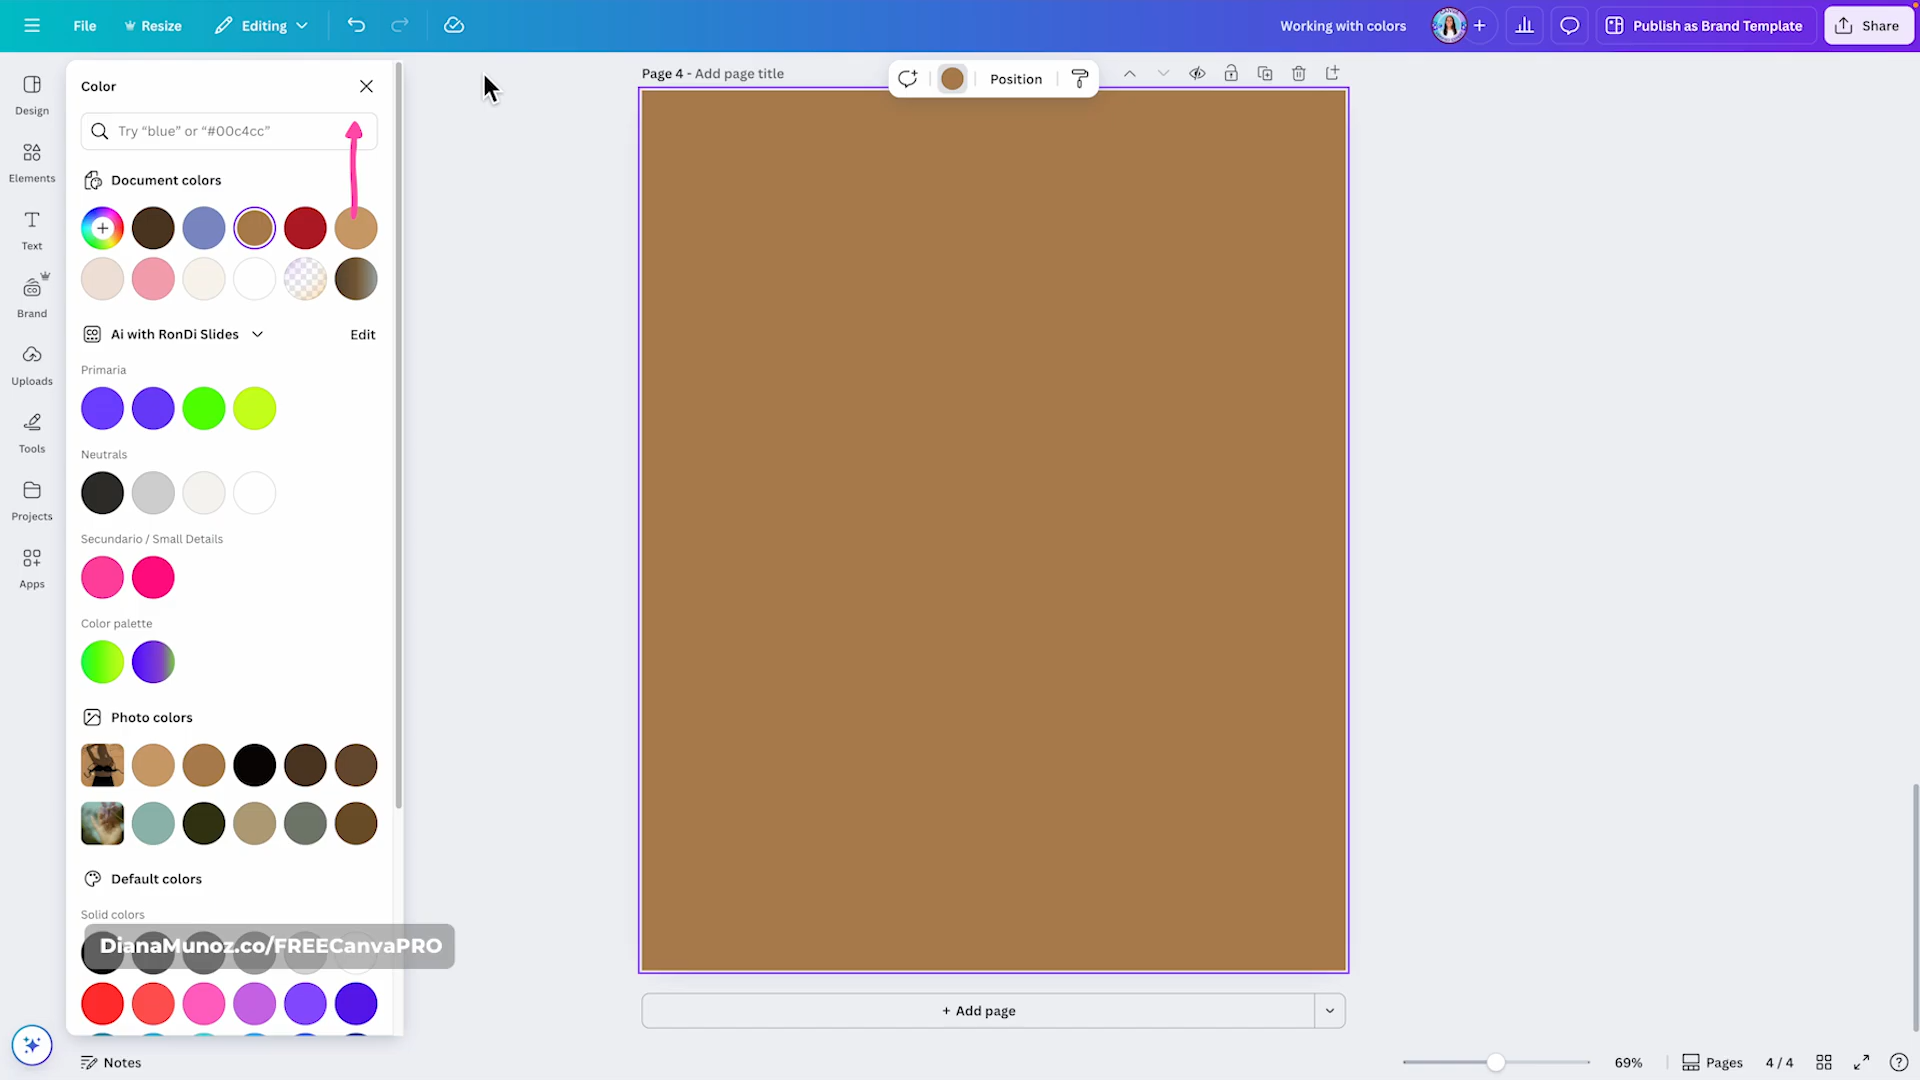 File
Resize
Editing
Working with colors
Publish as Brand Template
Share
Design
Elements
Text
Brand
Uploads
Tools
Projects
Apps
Color
Try “blue” or “#00c4cc”
Document colors
Ai with RonDi Slides
Edit
Primaria
Neutrals
Secundario / Small Details
Color palette
Photo colors
Default colors
Solid colors
DianaMunoz.co/FREECanvaPRO
Page 4 - Add page title
Position
+ Add page
Notes
69%
Pages
4 / 4